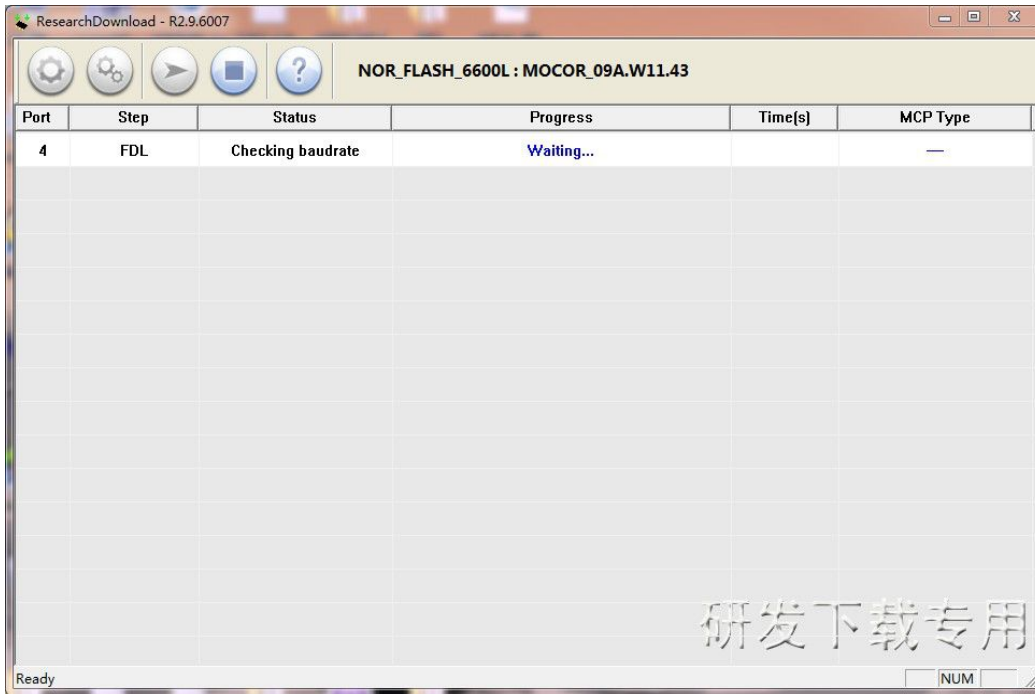 ResearchDownload - R2.9.6007
NOR_FLASH_6600L : MOCOR_09A.W11.43
Port Step Status Progress Time(s) MCP Type
4 FDL Checking baudrate Waiting... —
研发下载专用
Ready NUM